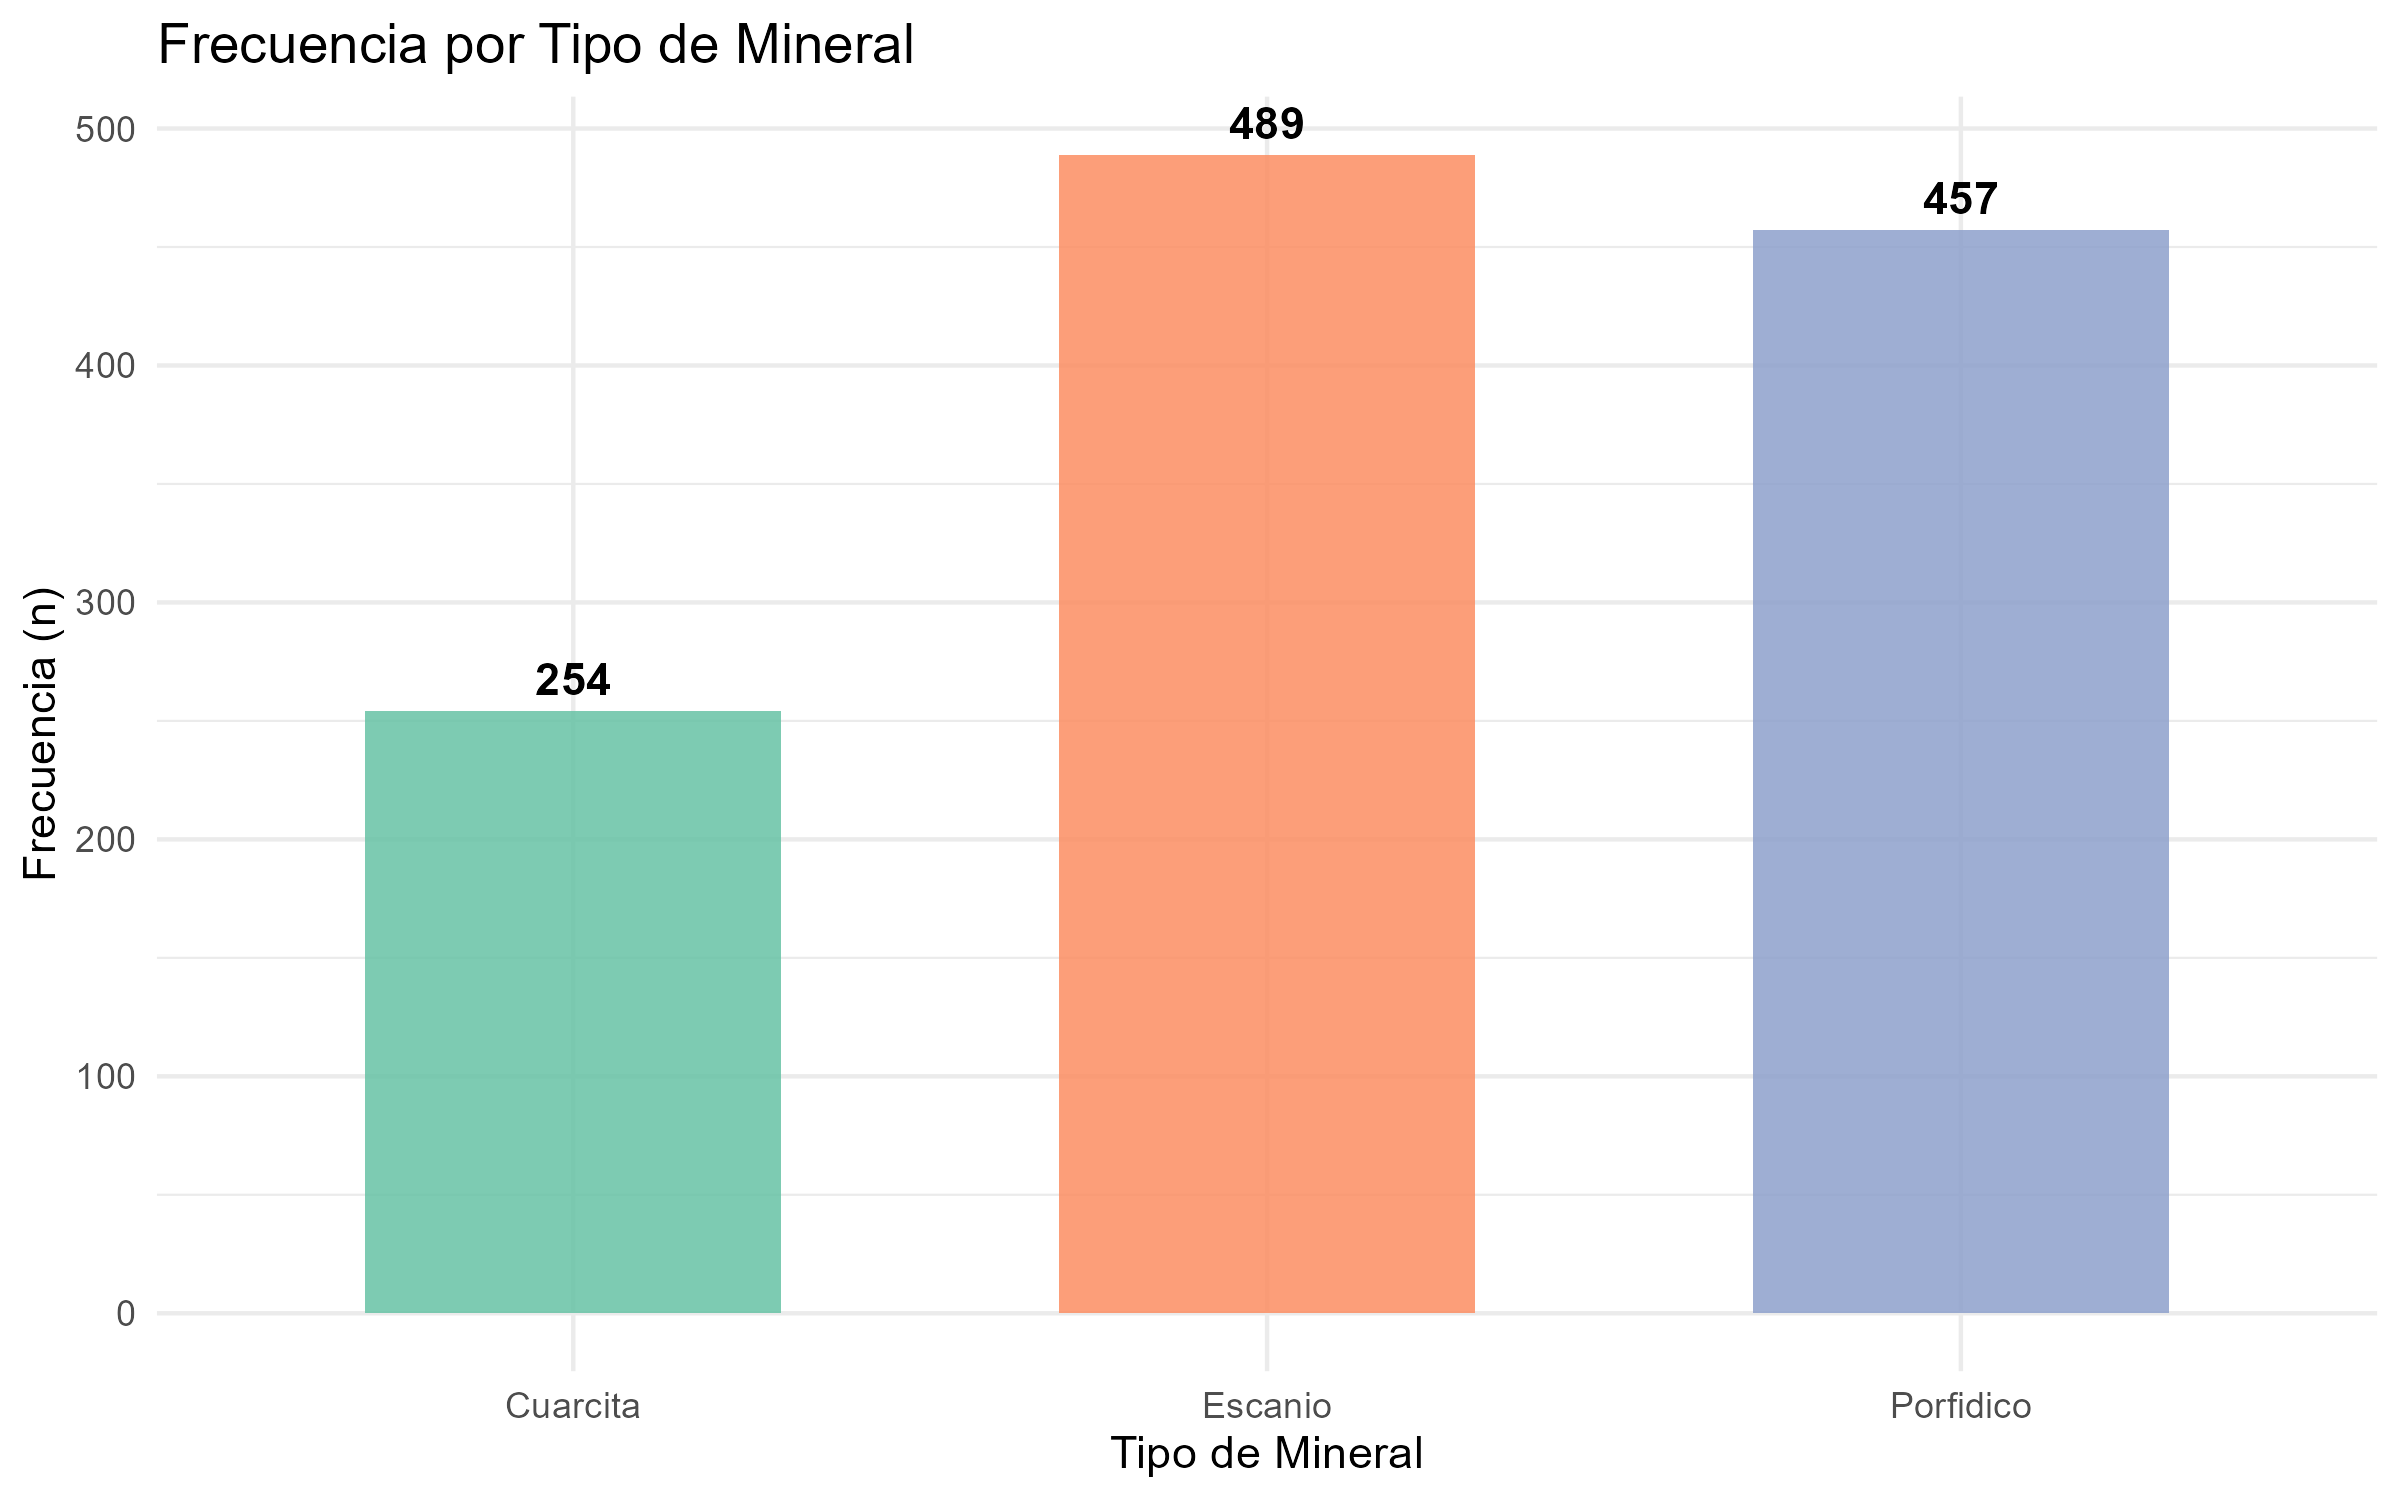 Frecuencia por Tipo de Mineral
Frecuencia (n)
500
400
300
200
100
0
254
489
457
Cuarcita
Escanio
Porfidico
Tipo de Mineral